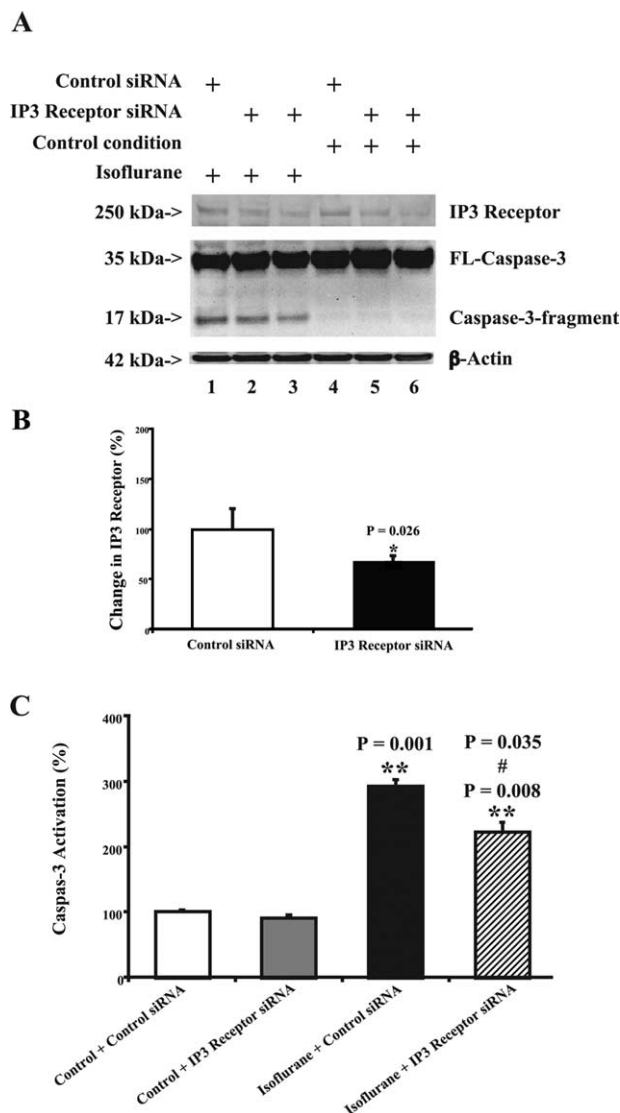 A
Control siRNA + +
IP3 Receptor siRNA + + + +
Control condition + + +
Isoflurane + + +
250 kDa-> IP3 Receptor
35 kDa-> FL-Caspase-3
17 kDa-> Caspase-3-fragment
42 kDa-> β-Actin
1 2 3 4 5 6
B
Change in IP3 Receptor (%)
200
150
100
50
0
P = 0.026
*
Control siRNA IP3 Receptor siRNA
C
Caspas-3 Activation (%)
400
300
200
100
0
P = 0.001
**
P = 0.035
#
P = 0.008
**
Control + Control siRNA
Control + IP3 Receptor siRNA
Isoflurane + Control siRNA
Isoflurane + IP3 Receptor siRNA